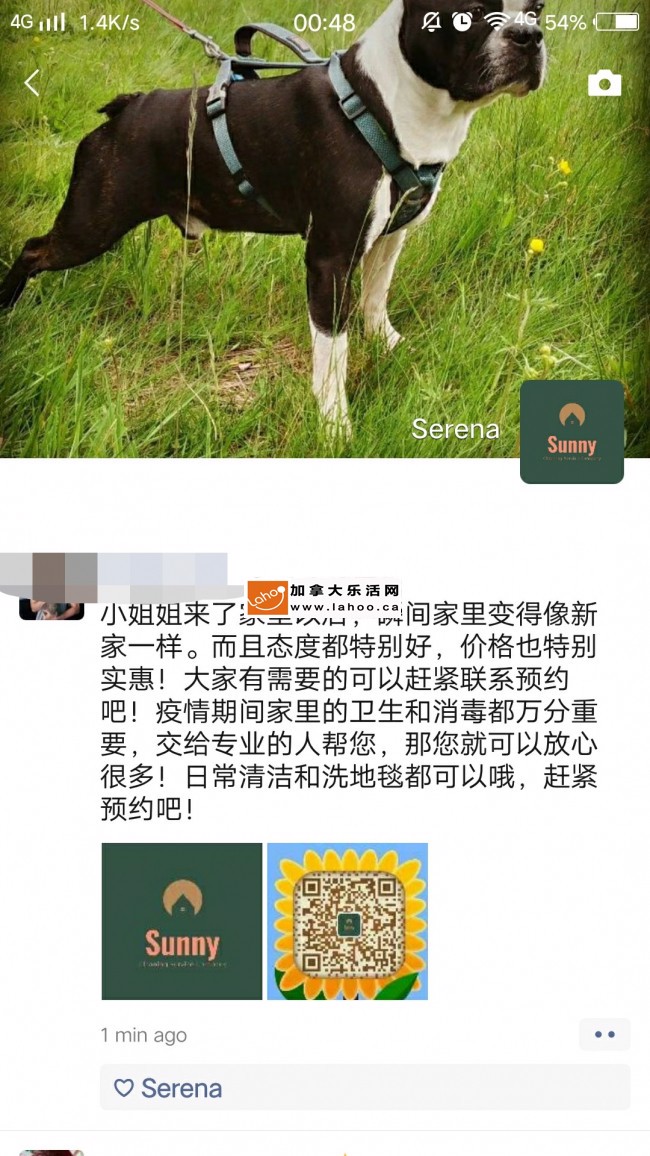 4G 1.4K/s 00:48 4G 54%
Serena
Sunny
Lahoo 加拿大乐活网
www.lahoo.ca
小姐姐来了家里以后，瞬间家里变得像新
家一样。而且态度都特别好，价格也特别
实惠！大家有需要的可以赶紧联系预约
吧！疫情期间家里的卫生和消毒都万分重
要，交给专业的人帮您，那您就可以放心
很多！日常清洁和洗地毯都可以哦，赶紧
预约吧！
Sunny
1 min ago
Serena